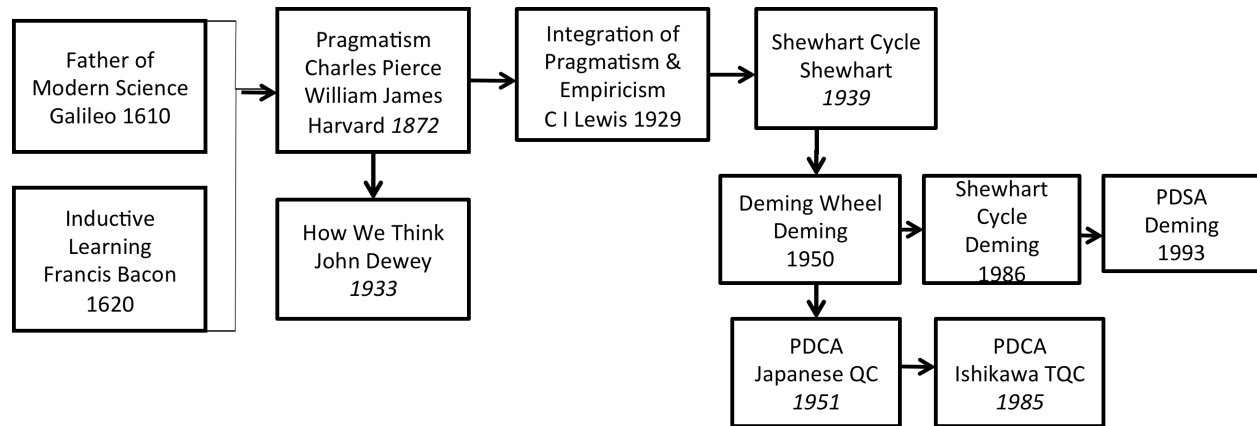 Father of
Modern Science
Galileo 1610
Inductive
Learning
Francis Bacon
1620
Pragmatism
Charles Pierce
William James
Harvard 1872
How We Think
John Dewey
1933
Integration of
Pragmatism &
Empiricism
C I Lewis 1929
Shewhart Cycle
Shewhart
1939
Deming Wheel
Deming
1950
Shewhart
Cycle
Deming
1986
PDSA
Deming
1993
PDCA
Japanese QC
1951
PDCA
Ishikawa TQC
1985